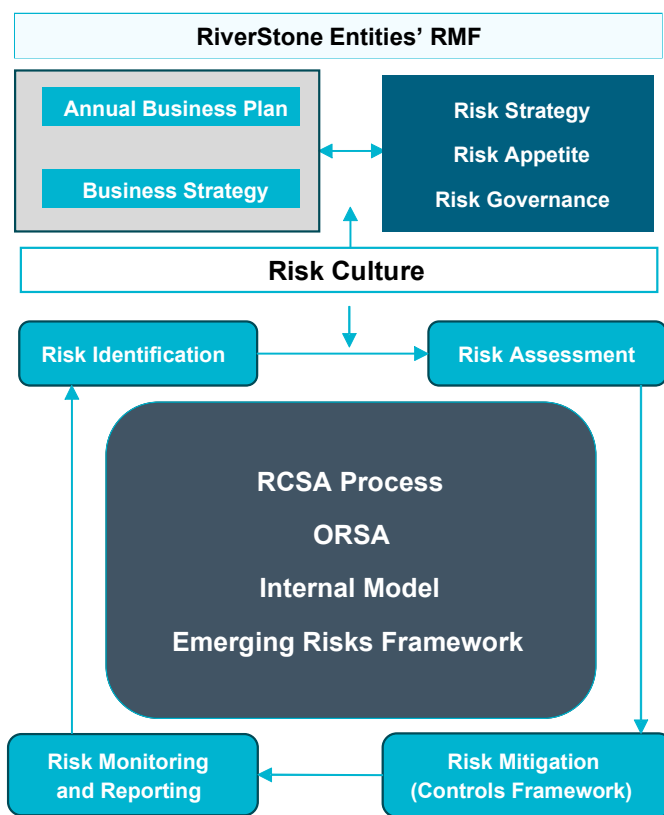 RiverStone Entities’ RMF
Annual Business Plan
Business Strategy
Risk Strategy
Risk Appetite
Risk Governance
Risk Culture
Risk Identification
Risk Assessment
RCSA Process
ORSA
Internal Model
Emerging Risks Framework
Risk Monitoring
and Reporting
Risk Mitigation
(Controls Framework)